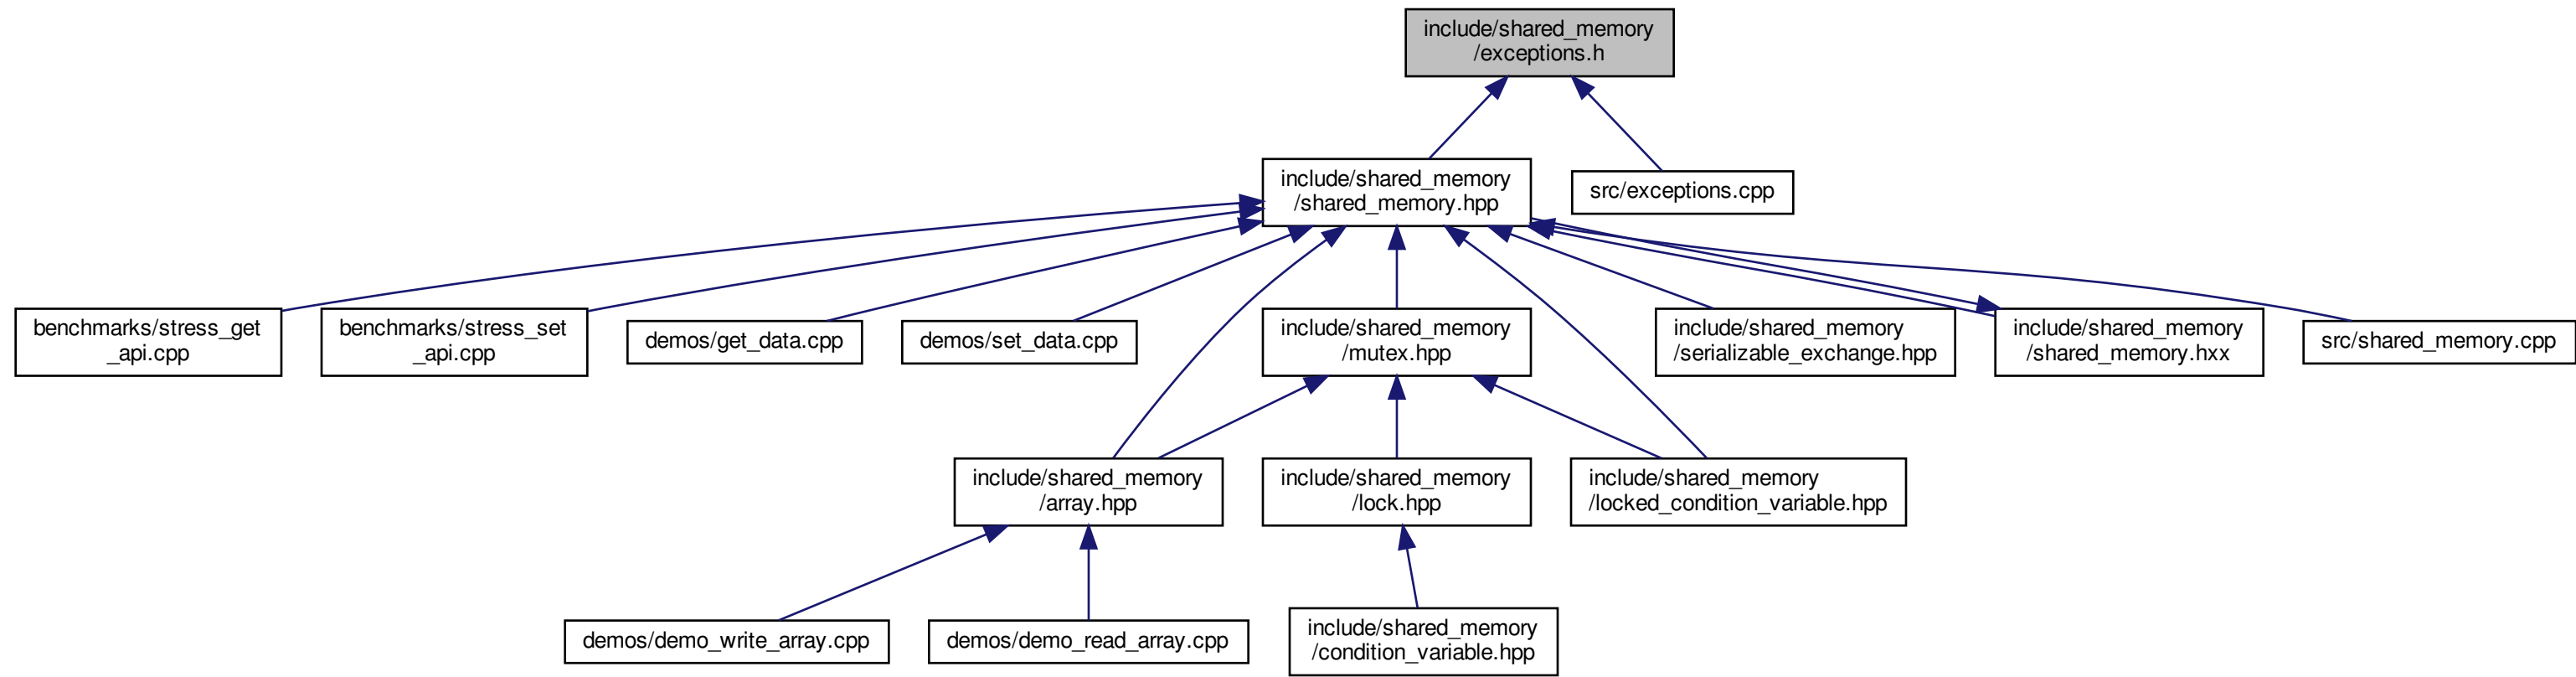 include/shared_memory
/exceptions.h
include/shared_memory
/shared_memory.hpp
src/exceptions.cpp
benchmarks/stress_get
_api.cpp
benchmarks/stress_set
_api.cpp
demos/get_data.cpp
demos/set_data.cpp
include/shared_memory
/mutex.hpp
include/shared_memory
/serializable_exchange.hpp
include/shared_memory
/shared_memory.hxx
src/shared_memory.cpp
include/shared_memory
/array.hpp
include/shared_memory
/lock.hpp
include/shared_memory
/locked_condition_variable.hpp
demos/demo_write_array.cpp
demos/demo_read_array.cpp
include/shared_memory
/condition_variable.hpp